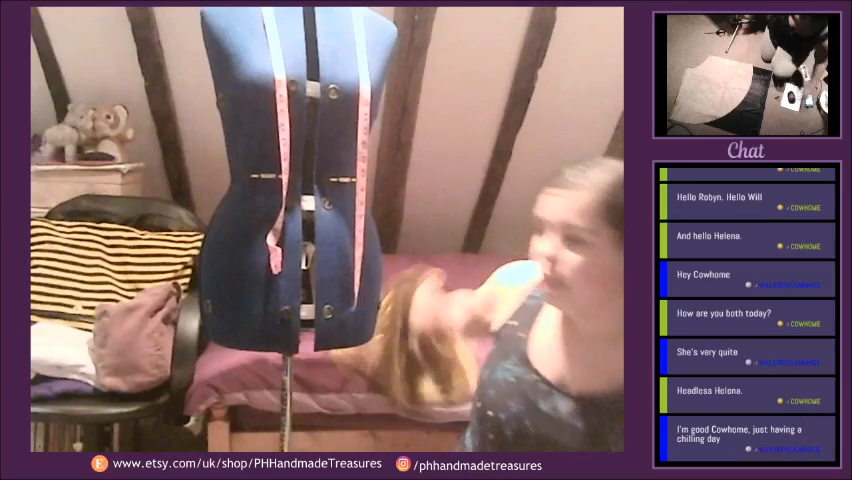 Chat
COWHOME
Hello Robyn. Hello Will
COWHOME
And hello Helena.
COWHOME
Hey Cowhome
How are you both today?
COWHOME
She's very quite
Headless Helena.
COWHOME
I'm good Cowhome, just having a
chilling day
www.etsy.com/uk/shop/PHHandmadeTreasures
/phhandmadetreasures